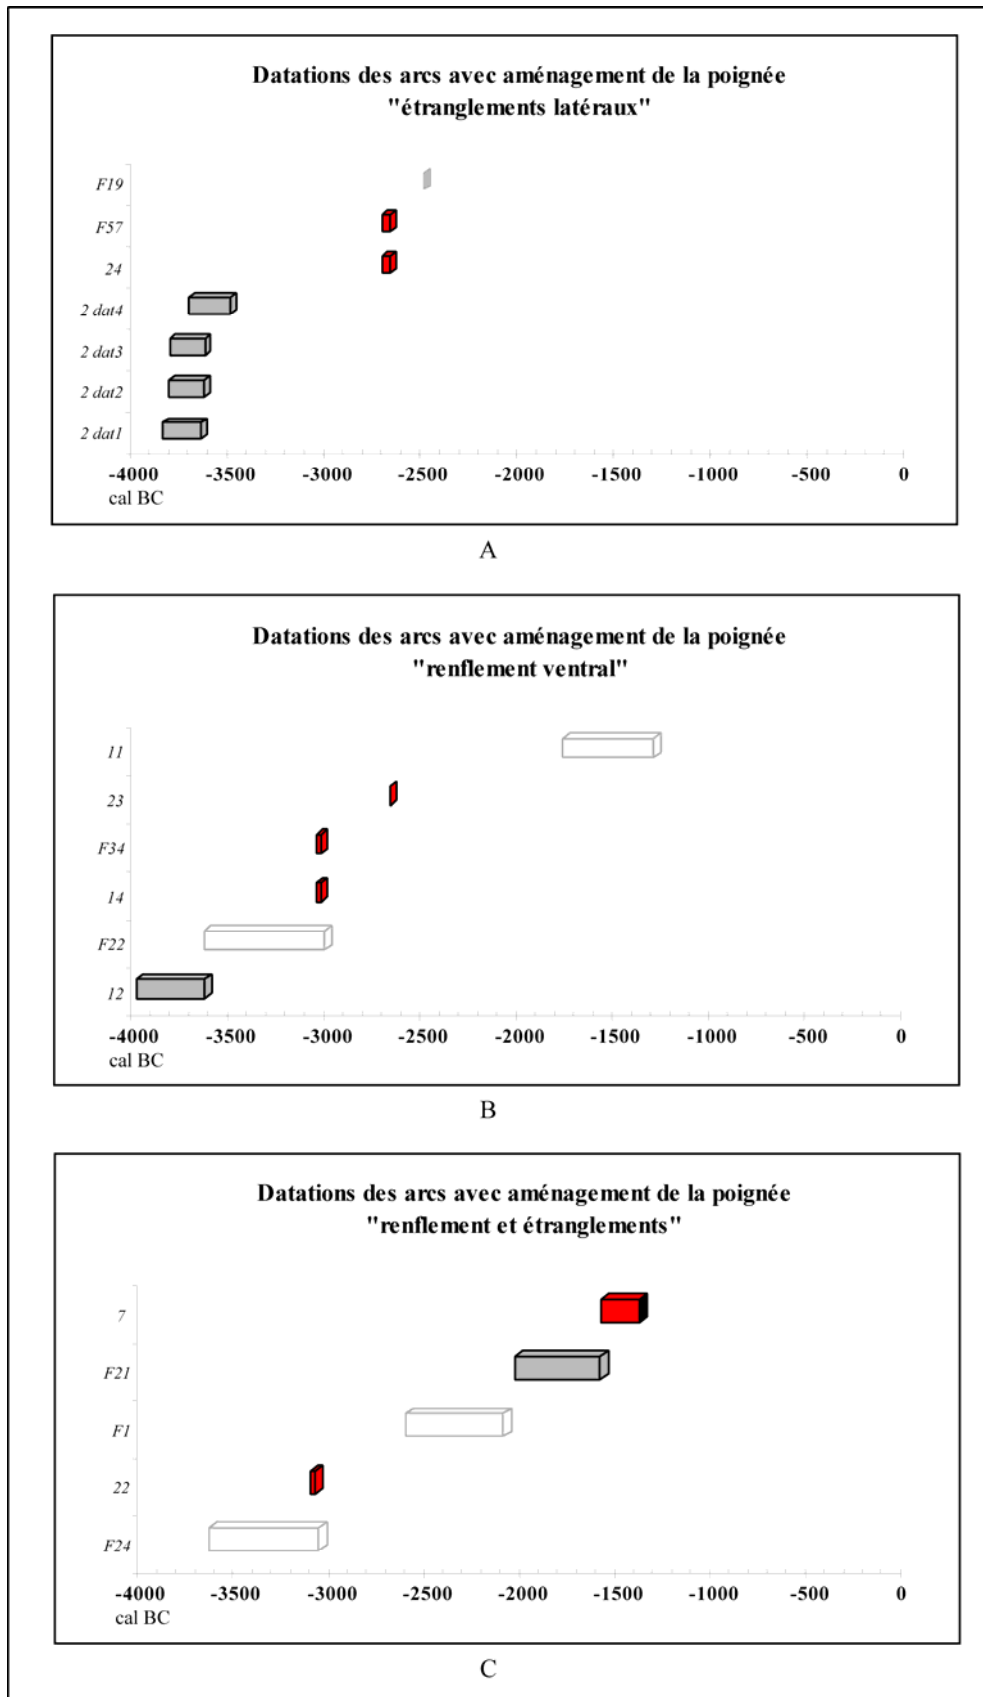 Datations des arcs avec aménagement de la poignée
"étranglements latéraux"
F19
F57
24
2 dat4
2 dat3
2 dat2
2 dat1
-4000 -3500 -3000 -2500 -2000 -1500 -1000 -500 0
cal BC
A
Datations des arcs avec aménagement de la poignée
"renflement ventral"
11
23
F34
14
F22
12
-4000 -3500 -3000 -2500 -2000 -1500 -1000 -500 0
cal BC
B
Datations des arcs avec aménagement de la poignée
"renflement et étranglements"
7
F21
F1
22
F24
-4000 -3500 -3000 -2500 -2000 -1500 -1000 -500 0
cal BC
C